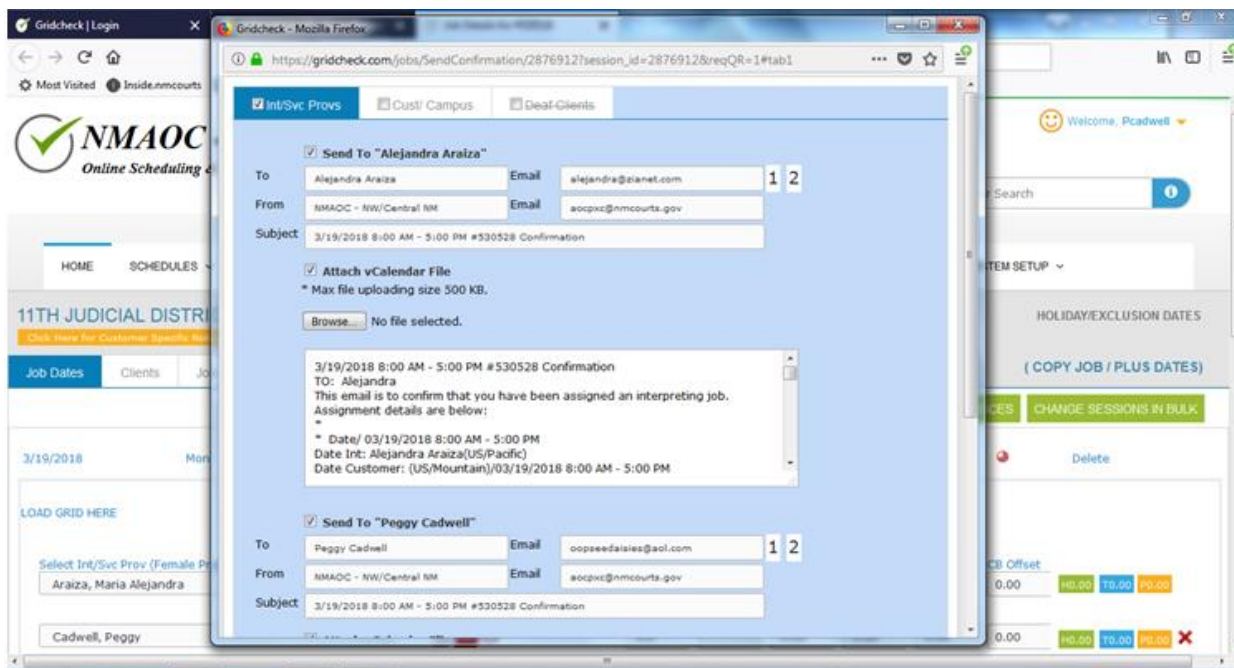 Gridcheck | Login
Gridcheck - Mozilla Firefox
https://gridcheck.com/jobs/SendConfirmation/2876912?session_id=2876912&reqQR=1#tab1
Most Visited Inside.nmcourts
NMAOC
Online Scheduling &
Welcome, Pcadwell
Search
HOME SCHEDULES
TEM SETUP
11TH JUDICIAL DISTRI
HOLIDAY/EXCLUSION DATES
Click Here for Customer Specific
Job Dates Clients Jo
( COPY JOB / PLUS DATES)
CES CHANGE SESSIONS IN BULK
3/19/2018 Mon
Delete
LOAD GRID HERE
Select Int/Svc Prov (Female Pr
CB Offset
Araiza, Maria Alejandra
0.00 H0.00 T0.00 P0.00
Cadwell, Peggy
0.00 H0.00 T0.00 P0.00
Int/Svc Provs Cust/ Campus Deaf Clients
Send To "Alejandra Araiza"
To Alejandra Araiza Email alejandra@zianet.com 1 2
From NMAOC - NW/Central NM Email aocpxc@nmcourts.gov
Subject 3/19/2018 8:00 AM - 5:00 PM #530528 Confirmation
Attach vCalendar File
* Max file uploading size 500 KB.
Browse... No file selected.
3/19/2018 8:00 AM - 5:00 PM #530528 Confirmation
TO: Alejandra
This email is to confirm that you have been assigned an interpreting job.
Assignment details are below:
*
* Date/ 03/19/2018 8:00 AM - 5:00 PM
Date Int: Alejandra Araiza(US/Pacific)
Date Customer: (US/Mountain)/03/19/2018 8:00 AM - 5:00 PM
Send To "Peggy Cadwell"
To Peggy Cadwell Email oopseedaisies@aol.com 1 2
From NMAOC - NW/Central NM Email aocpxc@nmcourts.gov
Subject 3/19/2018 8:00 AM - 5:00 PM #530528 Confirmation